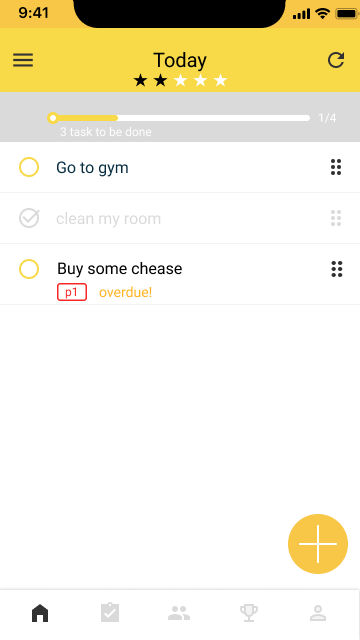 9:41
Today
1/4
3 task to be done
Go to gym
clean my room
Buy some chease
p1 overdue!